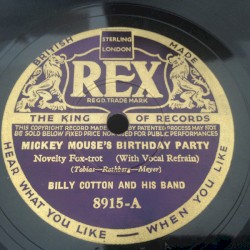 STERLING
LONDON
BRITISH MADE
REX
REGD. TRADE MARK
THE KING OF RECORDS
THIS COPYRIGHT RECORD MADE BY PATENTED PROCESS MAY NOT
BE SOLD BELOW FIXED PRICE NOR USED FOR PUBLIC PERFORMANCES
MICKEY MOUSE'S BIRTHDAY PARTY
Novelty Fox-trot (With Vocal Refrain)
(Tobias—Rothberg—Meyer)
BILLY COTTON AND HIS BAND
8915-A
HEAR WHAT YOU LIKE — WHEN YOU LIKE